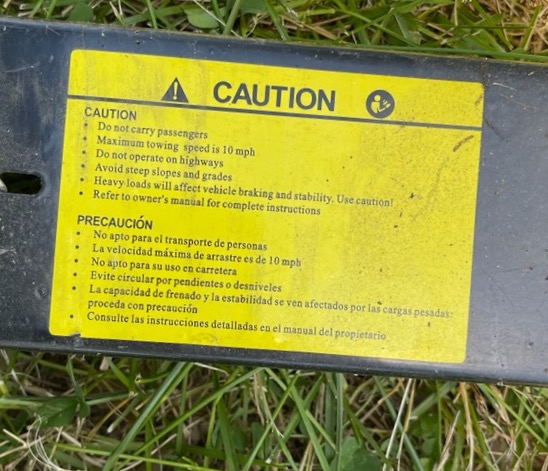 CAUTION
CAUTION
• Do not carry passengers
• Maximum towing speed is 10 mph
• Do not operate on highways
• Avoid steep slopes and grades
• Heavy loads will affect vehicle braking and stability. Use caution!
• Refer to owner's manual for complete instructions
PRECAUCIÓN
• No apto para el transporte de personas
• La velocidad máxima de arrastre es de 10 mph
• No apto para su uso en carretera
• Evite circular por pendientes o desniveles
• La capacidad de frenado y la estabilidad se ven afectados por las cargas pesadas:
proceda con precaución
• Consulte las instrucciones detalladas en el manual del propietario